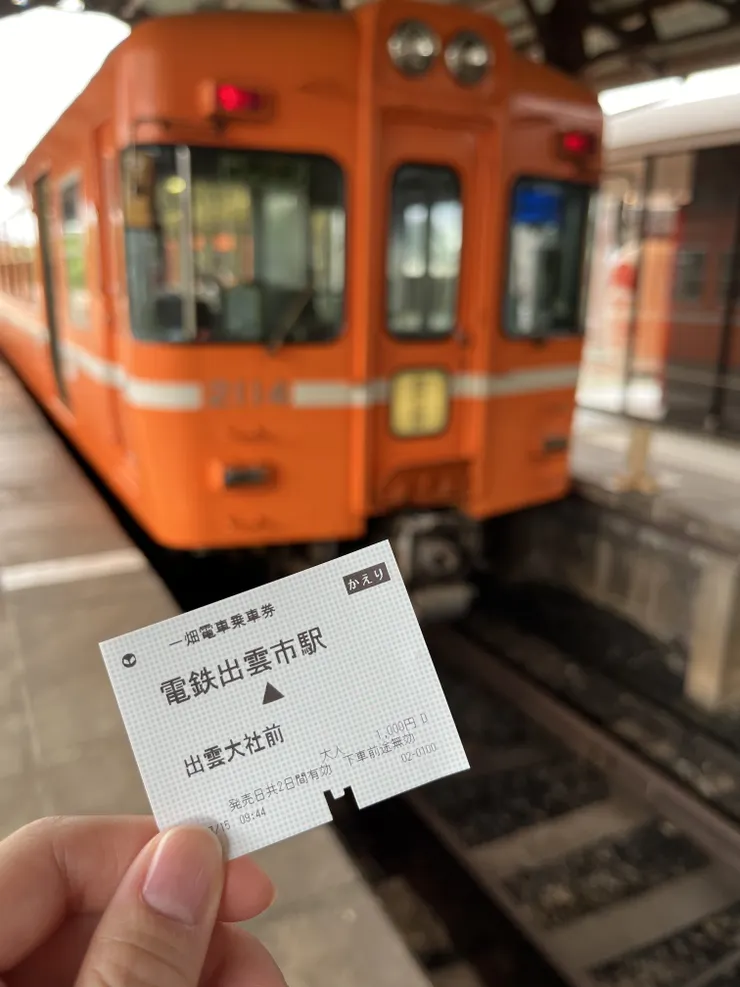 2114
かえり
一畑電車乗車券
電鉄出雲市駅
▲
出雲大社前
大人 1,000円 D
発売日共2日間有効 下車前途無効
/15 09:44 02-0100